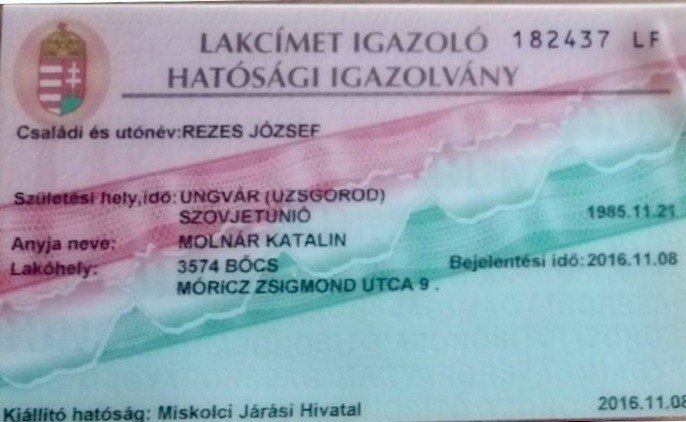 LAKCÍMET IGAZOLÓ 182437 LF
HATÓSÁGI IGAZOLVÁNY
Családi és utónév: REZES JÓZSEF
Születési hely, idő: UNGVÁR (UZSGOROD)
SZOVJETUNIÓ 1985.11.21
Anyja neve: MOLNÁR KATALIN
Lakóhely: 3574 BŐCS Bejelentési idő: 2016.11.08
MÓRICZ ZSIGMOND UTCA 9 .
Kiállító hatóság: Miskolci Járási Hivatal 2016.11.08